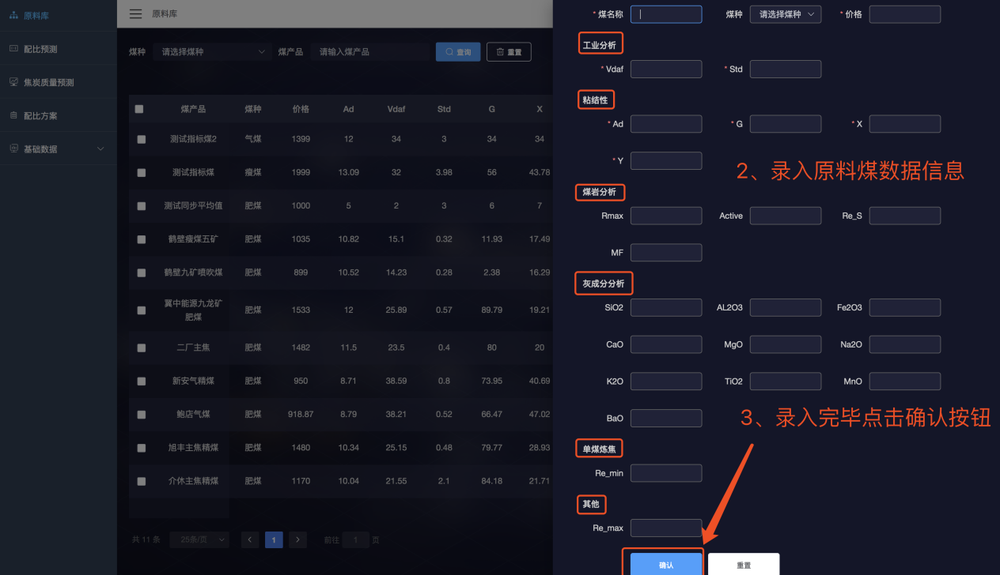 原料库
配比预测
焦炭质量预测
配比方案
基础数据
原料库
煤种 请选择煤种 煤产品 请输入煤产品 查询 重置
煤产品 煤种 价格 Ad Vdaf Std G X
测试指标煤2 气煤 1399 12 34 3 34 34
测试指标煤 瘦煤 1999 13.09 32 3.98 56 43.78
测试同步平均值 肥煤 1000 5 2 3 6 7
鹤壁瘦煤五矿 肥煤 1035 10.82 15.1 0.32 11.93 17.49
鹤壁九矿喷吹煤 肥煤 899 10.52 14.23 0.28 2.38 16.29
冀中能源九龙矿
肥煤 肥煤 1533 12 25.89 0.57 89.79 19.21
二厂主焦 肥煤 1482 11.5 23.5 0.4 80 20
新安气精煤 肥煤 950 8.71 38.59 0.8 73.95 40.69
鲍店气煤 肥煤 918.87 8.79 38.21 0.52 66.47 47.02
旭丰主焦精煤 肥煤 1480 10.34 25.15 0.48 79.77 28.93
介休主焦精煤 肥煤 1170 10.04 21.55 2.1 84.18 21.71
共 11 条 25条/页 1 前往 1 页
* 煤名称 煤种 请选择煤种 * 价格
工业分析
* Vdaf * Std
粘结性
* Ad * G * X
* Y
2、录入原料煤数据信息
煤岩分析
Rmax Active Re_S
MF
灰成分分析
SiO2 AL2O3 Fe2O3
CaO MgO Na2O
K2O TiO2 MnO
BaO
3、录入完毕点击确认按钮
单煤炼焦
Re_min
其他
Re_max
确认 重置